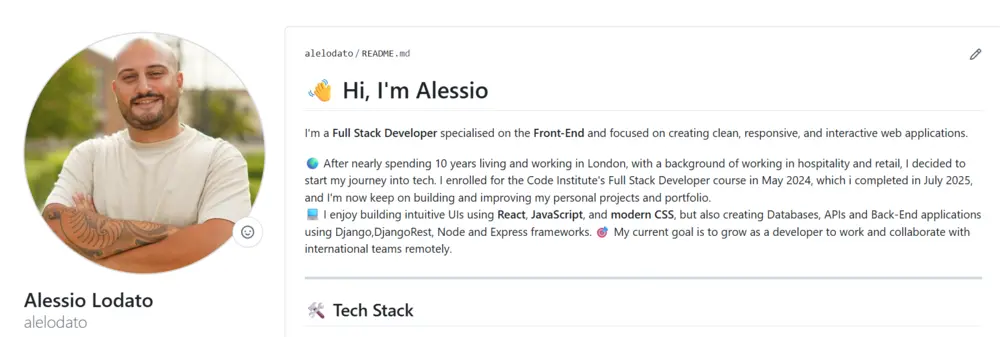 alelodato/README.md
👋 Hi, I'm Alessio
I'm a Full Stack Developer specialised on the Front-End and focused on creating clean, responsive, and interactive web applications.
🌍 After nearly spending 10 years living and working in London, with a background of working in hospitality and retail, I decided to
start my journey into tech. I enrolled for the Code Institute's Full Stack Developer course in May 2024, which i completed in July 2025,
and I'm now keep on building and improving my personal projects and portfolio.
💻 I enjoy building intuitive UIs using React, JavaScript, and modern CSS, but also creating Databases, APIs and Back-End applications
using Django,DjangoRest, Node and Express frameworks. 🎯 My current goal is to grow as a developer to work and collaborate with
international teams remotely.
🛠️ Tech Stack
Alessio Lodato
alelodato